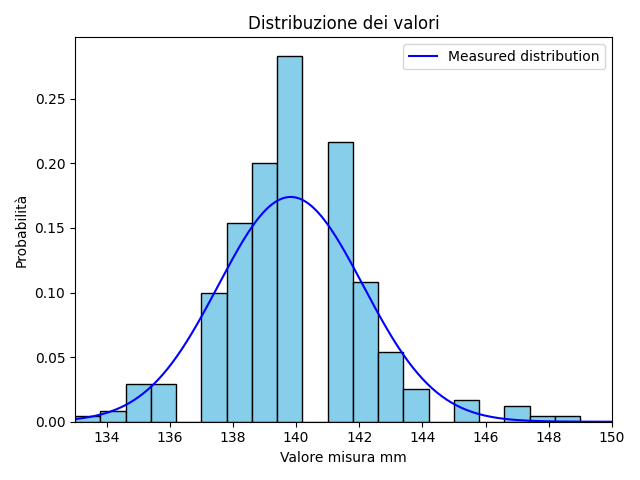 Distribuzione dei valori
Measured distribution
Probabilità
0.25
0.20
0.15
0.10
0.05
0.00
134 136 138 140 142 144 146 148 150
Valore misura mm